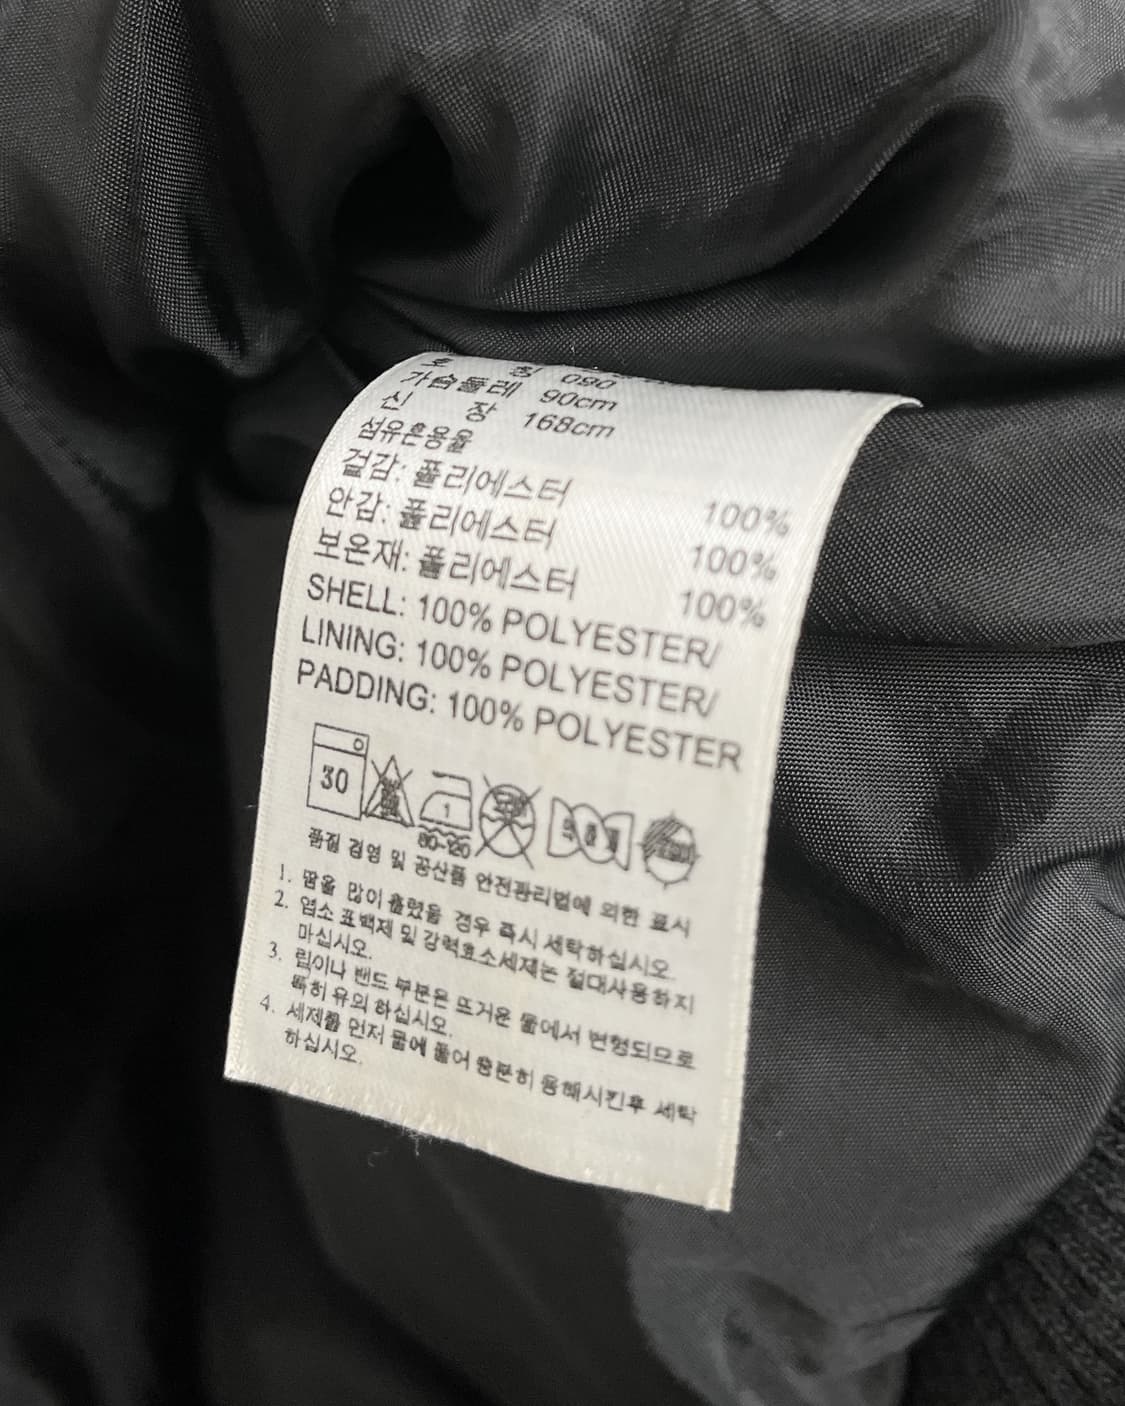 호 칭 090
가슴둘레 90cm
신 장 168cm
섬유혼용율
겉감: 폴리에스터 100%
안감: 폴리에스터 100%
보온재: 폴리에스터 100%
SHELL: 100% POLYESTER/
LINING: 100% POLYESTER/
PADDING: 100% POLYESTER
30
1
80-120
품질 경영 및 공산품 안전관리법에 의한 표시
1. 땀을 많이 흘렸을 경우 즉시 세탁하십시오.
2. 염소 표백제 및 강력효소세제는 절대사용하지
마십시오.
3. 립이나 밴드 부분은 뜨거운 물에서 변형되므로
특히 유의 하십시오.
4. 세제를 먼저 물에 풀어 충분히 용해시킨후 세탁
하십시오.